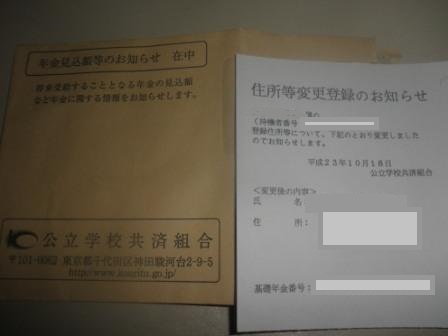 年金見込額等のお知らせ 在中
将来受給することとなる年金の見込額
など年金に関する情報をお知らせします。
公立学校共済組合
〒101-0062 東京都千代田区神田駿河台2-9-5
http://www.kouritu.go.jp/
住所等変更登録のお知らせ
(待機者番号
登録住所等について、下記のとおり変更しました
のでお知らせします。
平成23年10月18日
公立学校共済組合
<変更後の内容>
氏 名
住 所:
基礎年金番号: